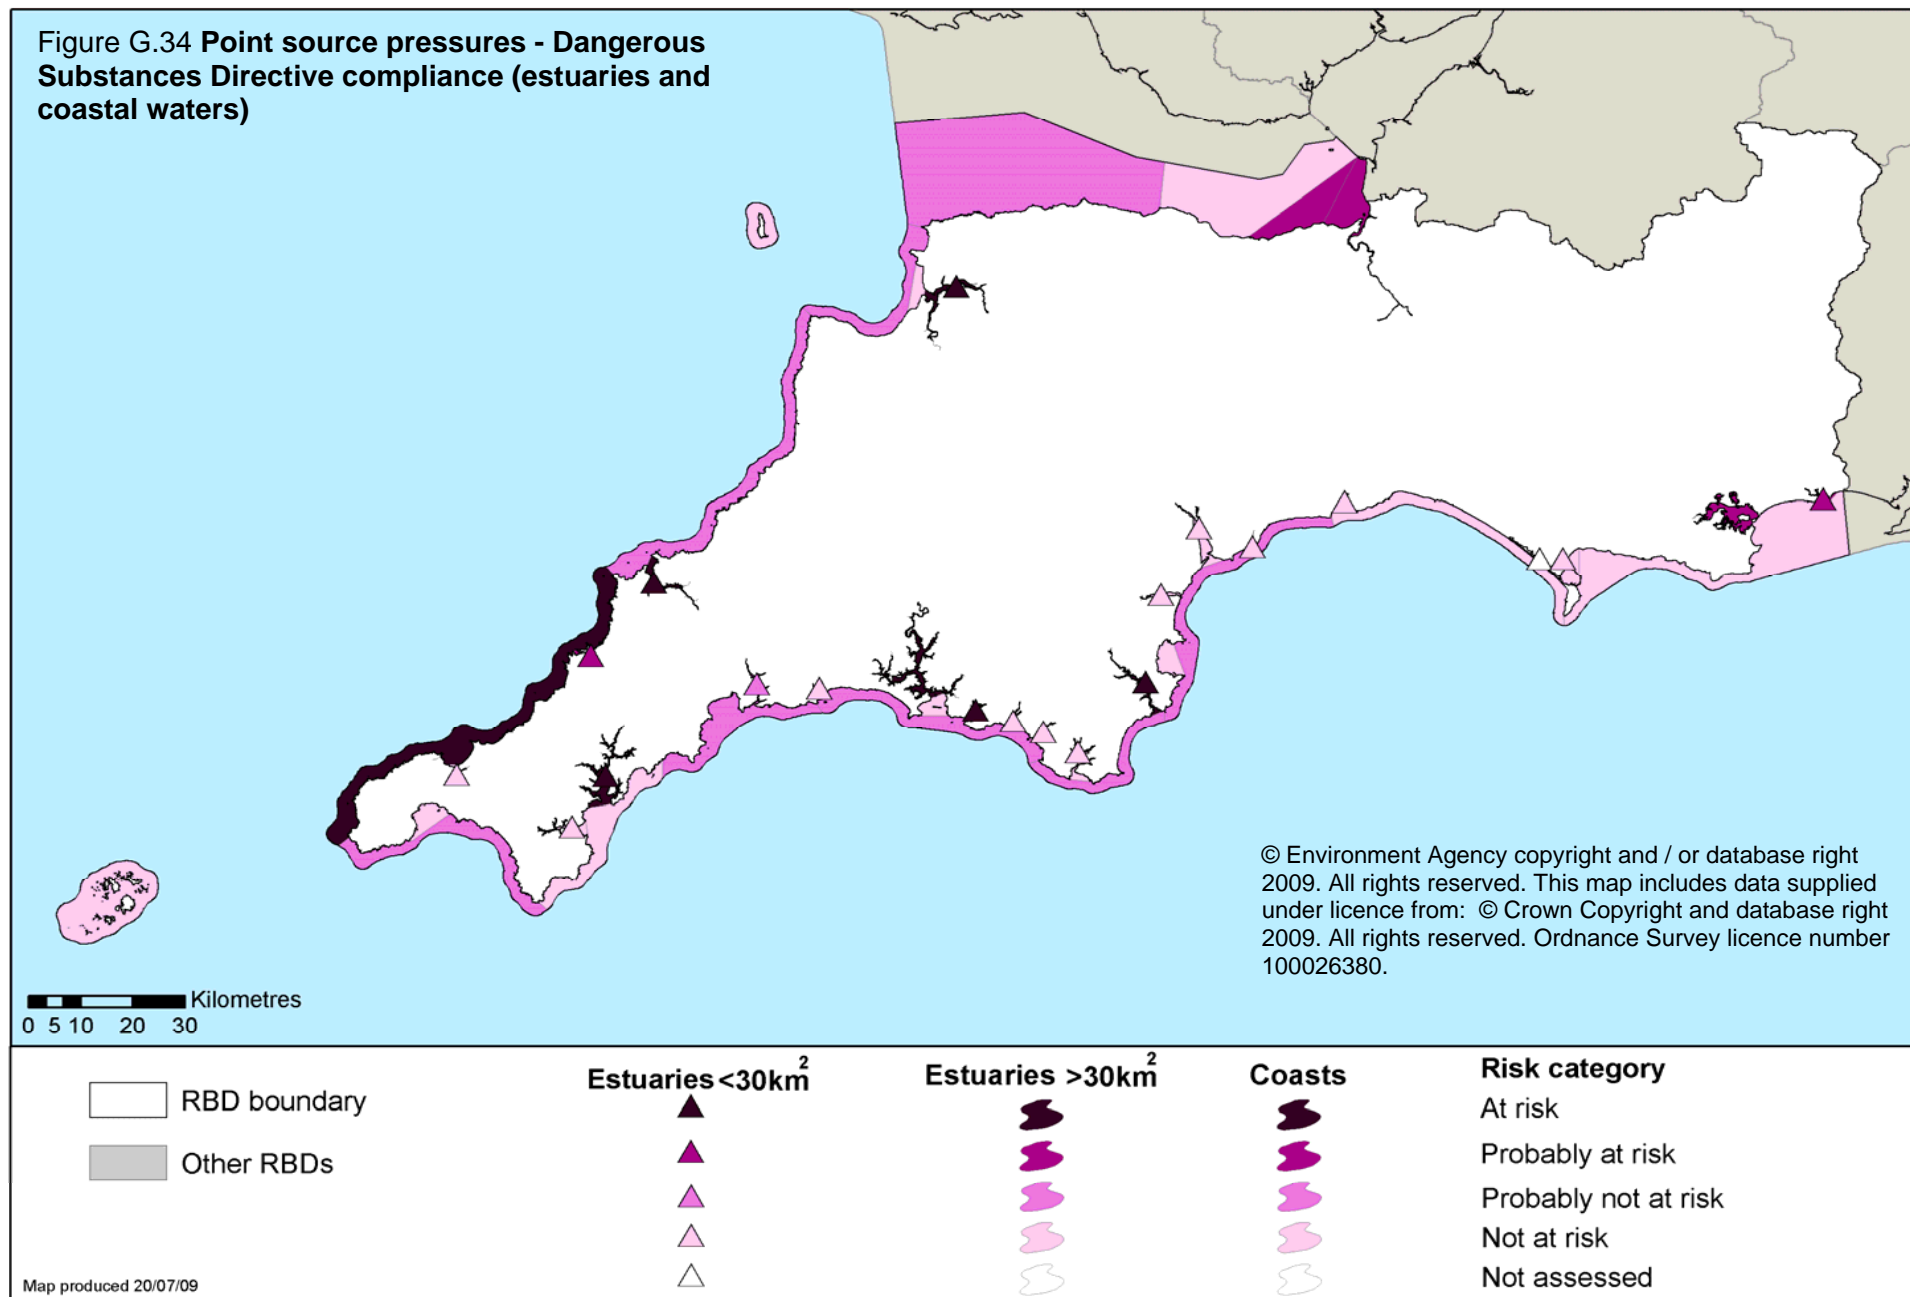 Figure G.34 Point source pressures - Dangerous
Substances Directive compliance (estuaries and
coastal waters)
© Environment Agency copyright and / or database right
2009. All rights reserved. This map includes data supplied
under licence from: © Crown Copyright and database right
2009. All rights reserved. Ordnance Survey licence number
100026380.
Kilometres
0 5 10 20 30
RBD boundary
Other RBDs
Estuaries <30km²
Estuaries >30km²
Coasts
Risk category
At risk
Probably at risk
Probably not at risk
Not at risk
Not assessed
Map produced 20/07/09